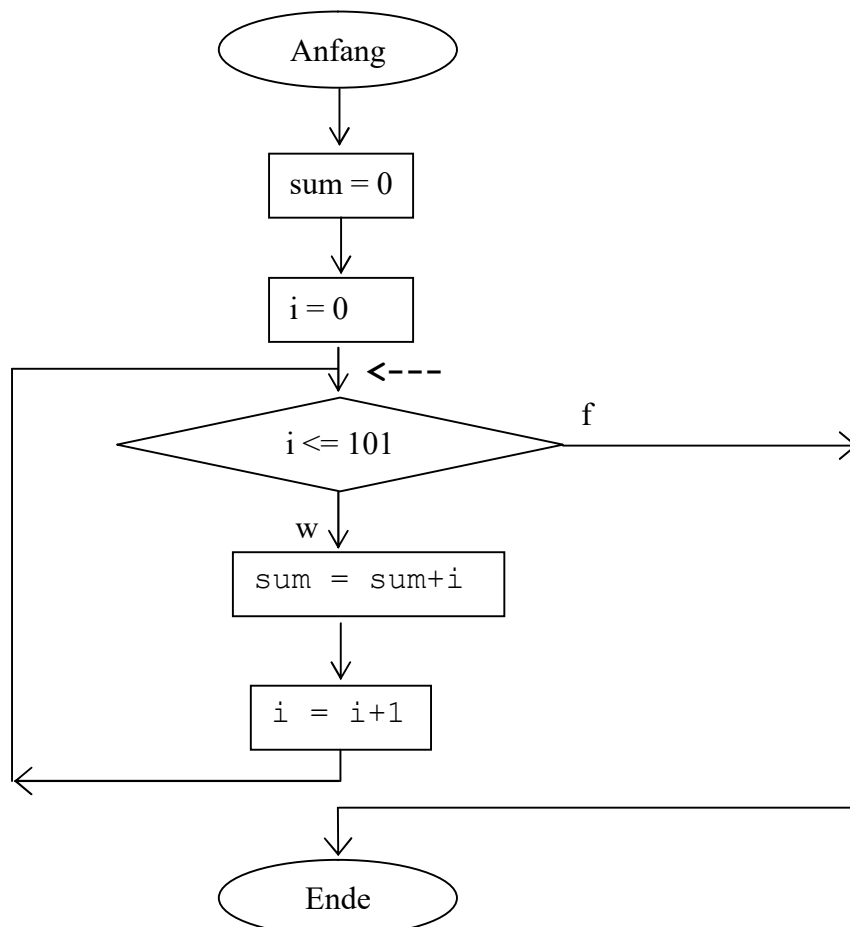 Anfang
sum = 0
i = 0
i <= 101
f
w
sum = sum+i
i = i+1
Ende